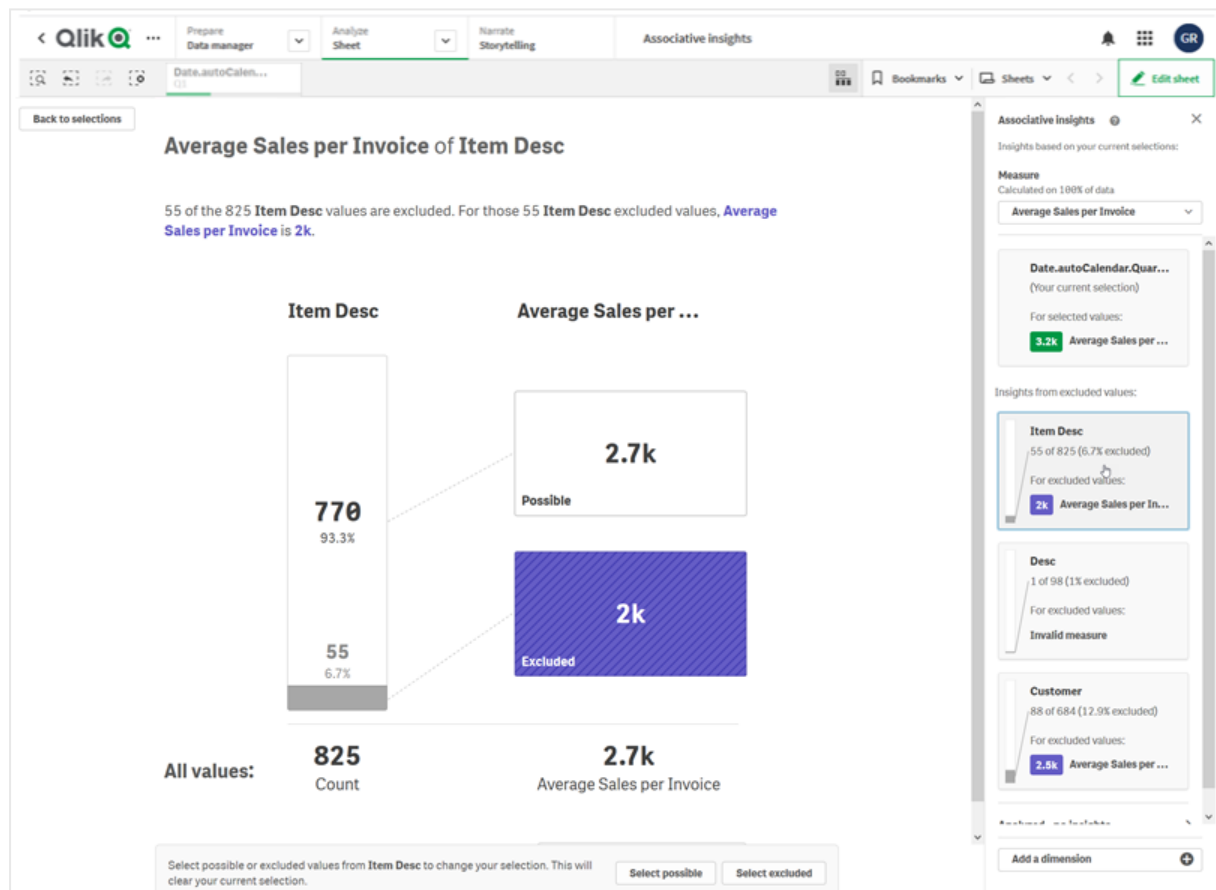 Qlik
Prepare
Data manager
Analyze
Sheet
Narrate
Storytelling
Associative insights
GR
Date.autoCalen...
Q1
Bookmarks
Sheets
Edit sheet
Back to selections
Average Sales per Invoice of Item Desc
55 of the 825 Item Desc values are excluded. For those 55 Item Desc excluded values, Average
Sales per Invoice is 2k.
Item Desc
Average Sales per ...
770
93.3%
55
6.7%
2.7k
Possible
2k
Excluded
All values:
825
Count
2.7k
Average Sales per Invoice
Select possible or excluded values from Item Desc to change your selection. This will
clear your current selection.
Select possible
Select excluded
Associative insights
Insights based on your current selections:
Measure
Calculated on 100% of data
Average Sales per Invoice
Date.autoCalendar.Quar...
(Your current selection)
For selected values:
3.2k Average Sales per ...
Insights from excluded values:
Item Desc
55 of 825 (6.7% excluded)
For excluded values:
2k Average Sales per In...
Desc
1 of 98 (1% excluded)
For excluded values:
Invalid measure
Customer
88 of 684 (12.9% excluded)
For excluded values:
2.5k Average Sales per ...
Add a dimension